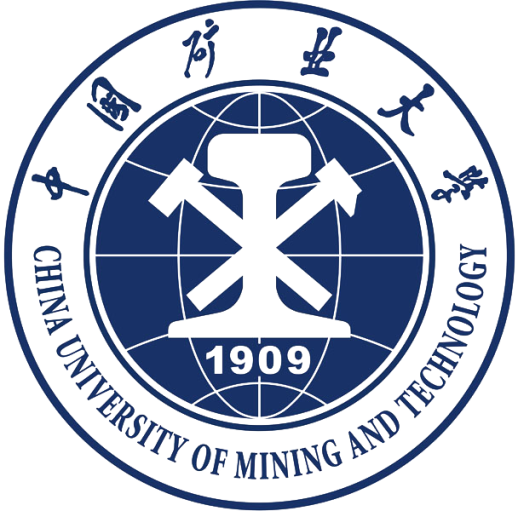 中国矿业大学
1909
CHINA UNIVERSITY OF MINING AND TECHNOLOGY